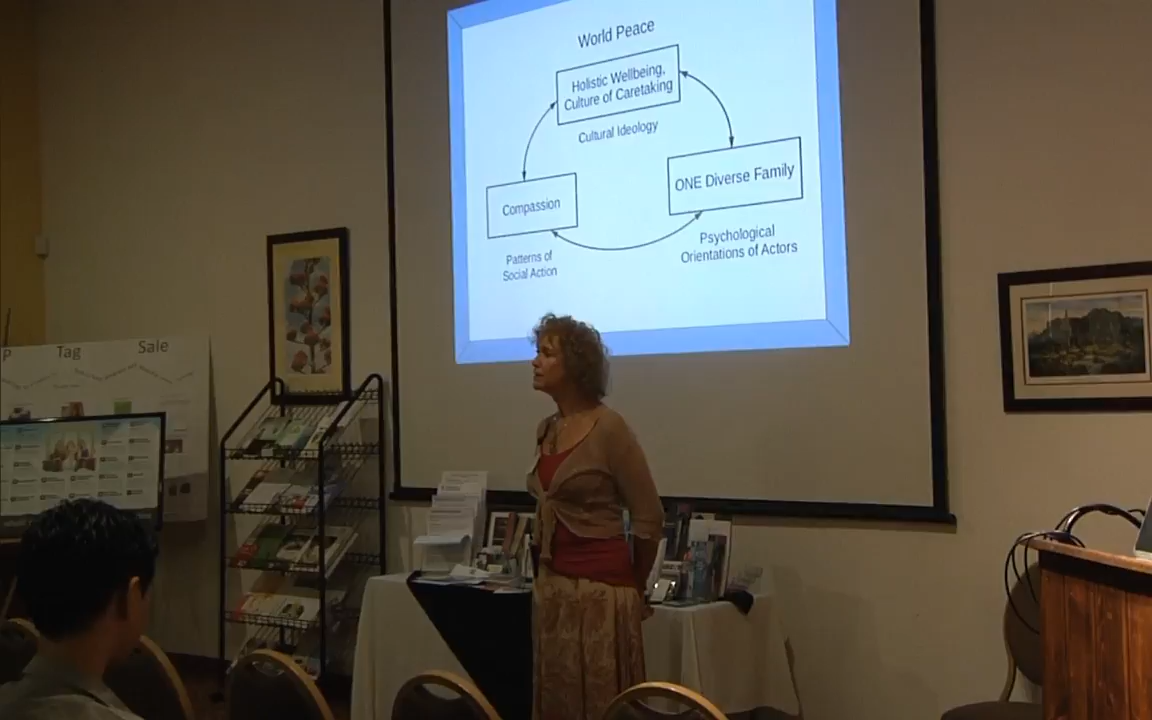 World Peace
Holistic Wellbeing,
Culture of Caretaking
Cultural Ideology
ONE Diverse Family
Compassion
Psychological
Orientations of Actors
Patterns of
Social Action
P Tag Sale